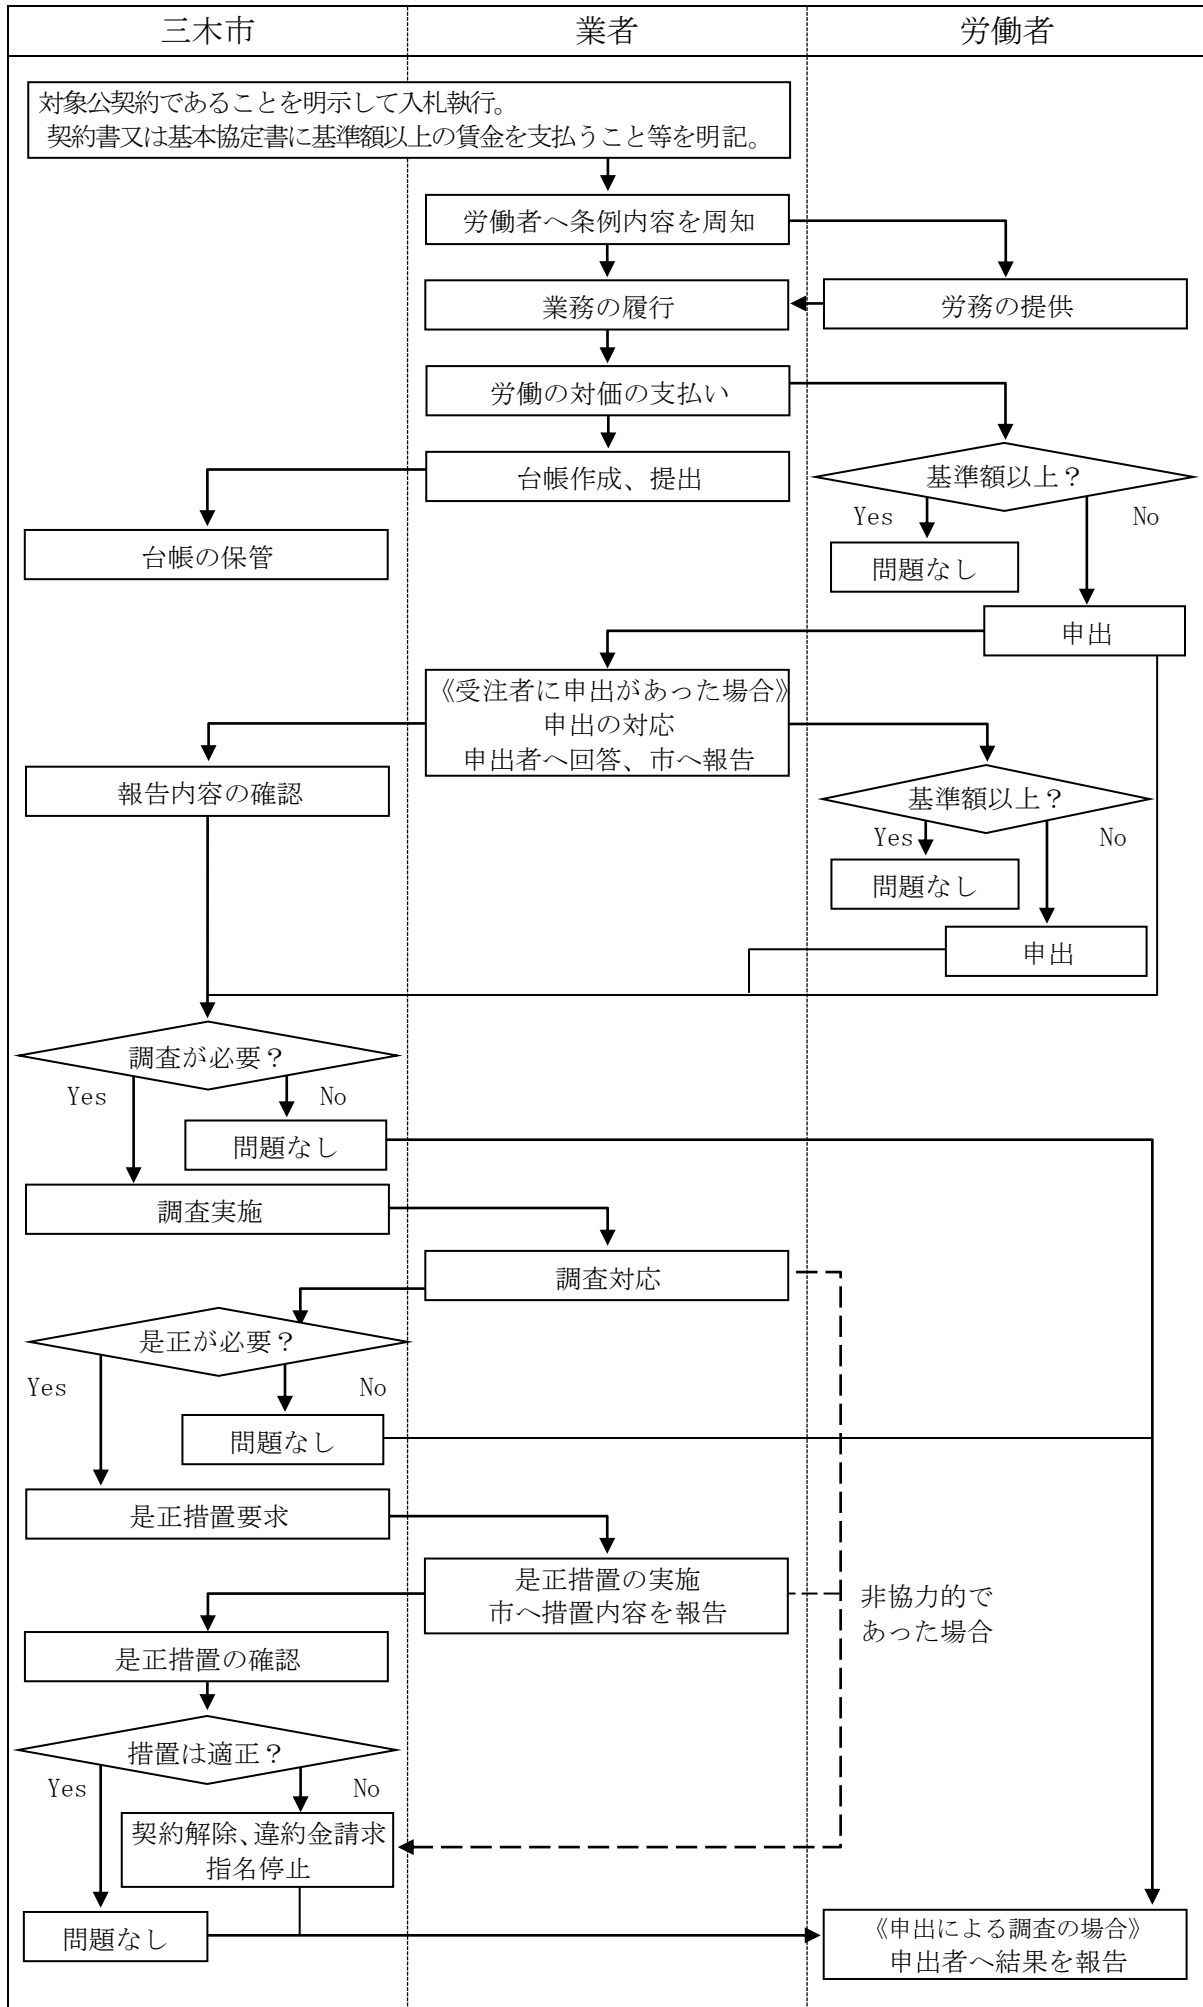 三木市
業者
労働者
対象公契約であることを明示して入札執行。
契約書又は基本協定書に基準額以上の賃金を支払うこと等を明記。
労働者へ条例内容を周知
業務の履行
労務の提供
労働の対価の支払い
台帳作成、提出
基準額以上？
Yes
No
台帳の保管
問題なし
申出
《受注者に申出があった場合》
申出の対応
申出者へ回答、市へ報告
報告内容の確認
基準額以上？
Yes
No
問題なし
申出
調査が必要？
Yes
No
問題なし
調査実施
調査対応
是正が必要？
Yes
No
問題なし
是正措置要求
是正措置の実施
市へ措置内容を報告
非協力的で
あった場合
是正措置の確認
措置は適正？
Yes
No
契約解除、違約金請求
指名停止
問題なし
《申出による調査の場合》
申出者へ結果を報告